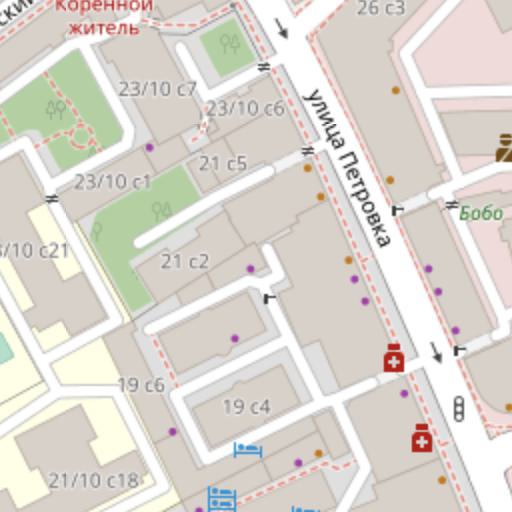 26 с3
ский
Коренной
житель
23/10 с7
23/10 с6
улица Петровка
21 с5
23/10 с1
Бобо
/10 с21
21 с2
19 с6
19 с4
21/10 с18